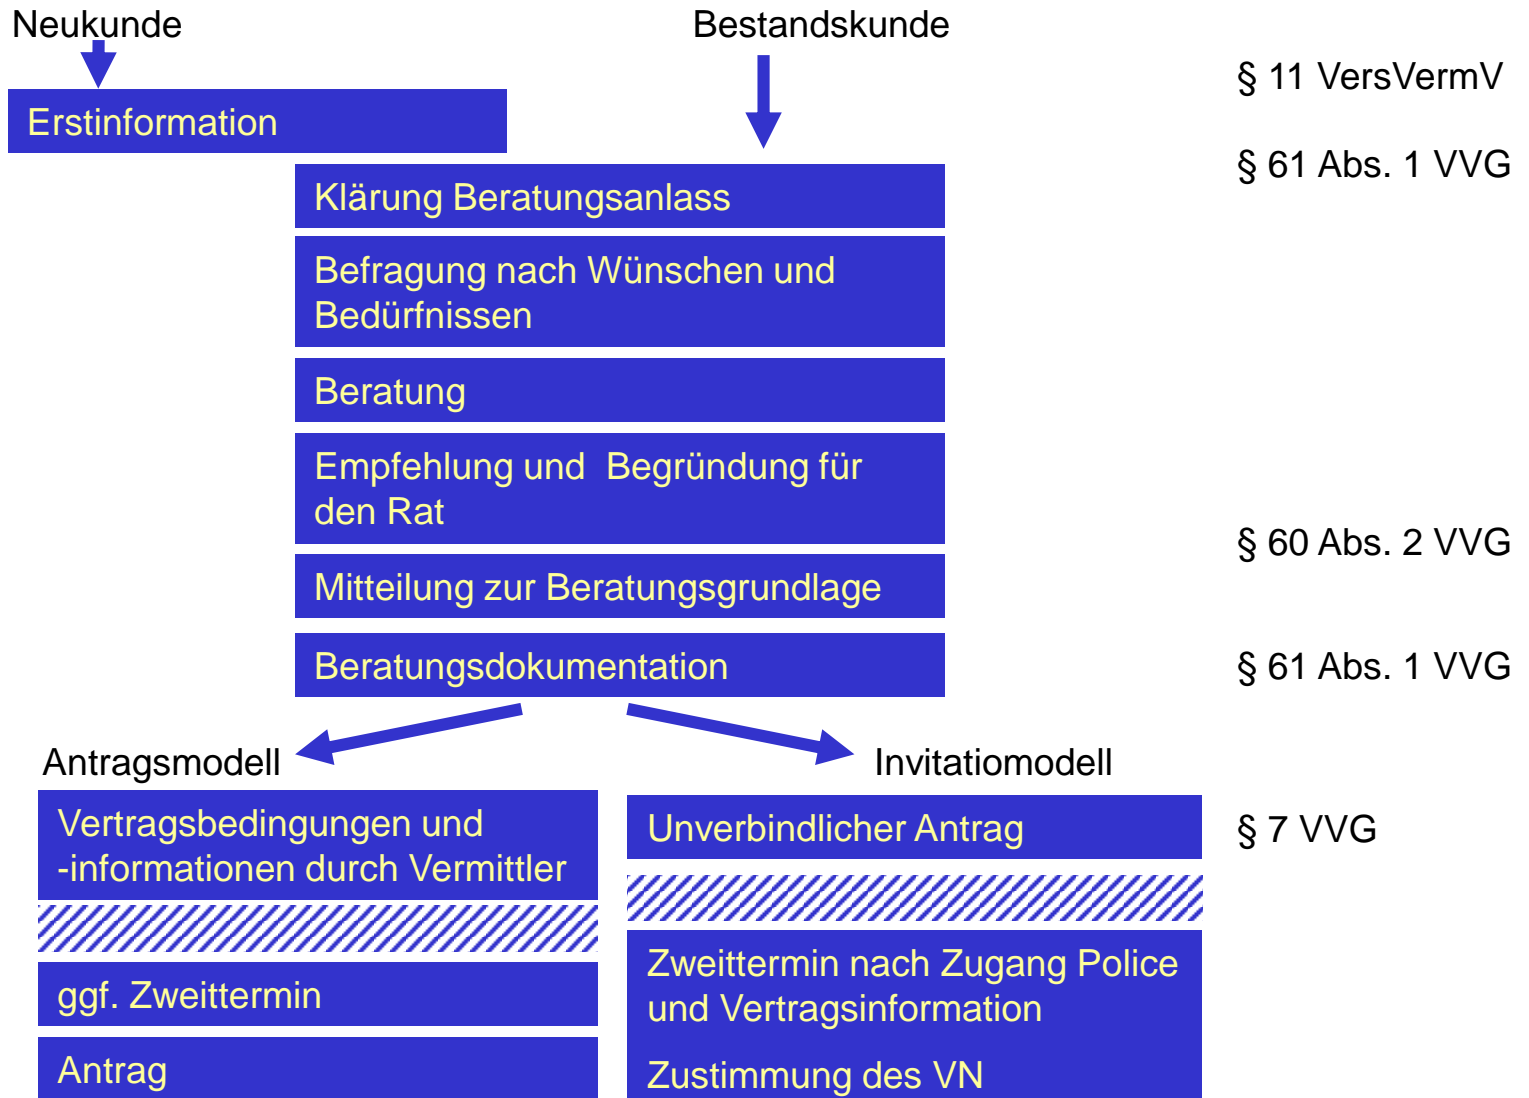 Neukunde
Bestandskunde
§ 11 VersVermV
Erstinformation
§ 61 Abs. 1 VVG
Klärung Beratungsanlass
Befragung nach Wünschen und
Bedürfnissen
Beratung
Empfehlung und  Begründung für
den Rat
§ 60 Abs. 2 VVG
Mitteilung zur Beratungsgrundlage
Beratungsdokumentation
§ 61 Abs. 1 VVG
Antragsmodell
Vertragsbedingungen und
-informationen durch Vermittler
ggf. Zweittermin
Antrag
Invitatiomodell
Unverbindlicher Antrag
§ 7 VVG
Zweittermin nach Zugang Police
und Vertragsinformation
Zustimmung des VN